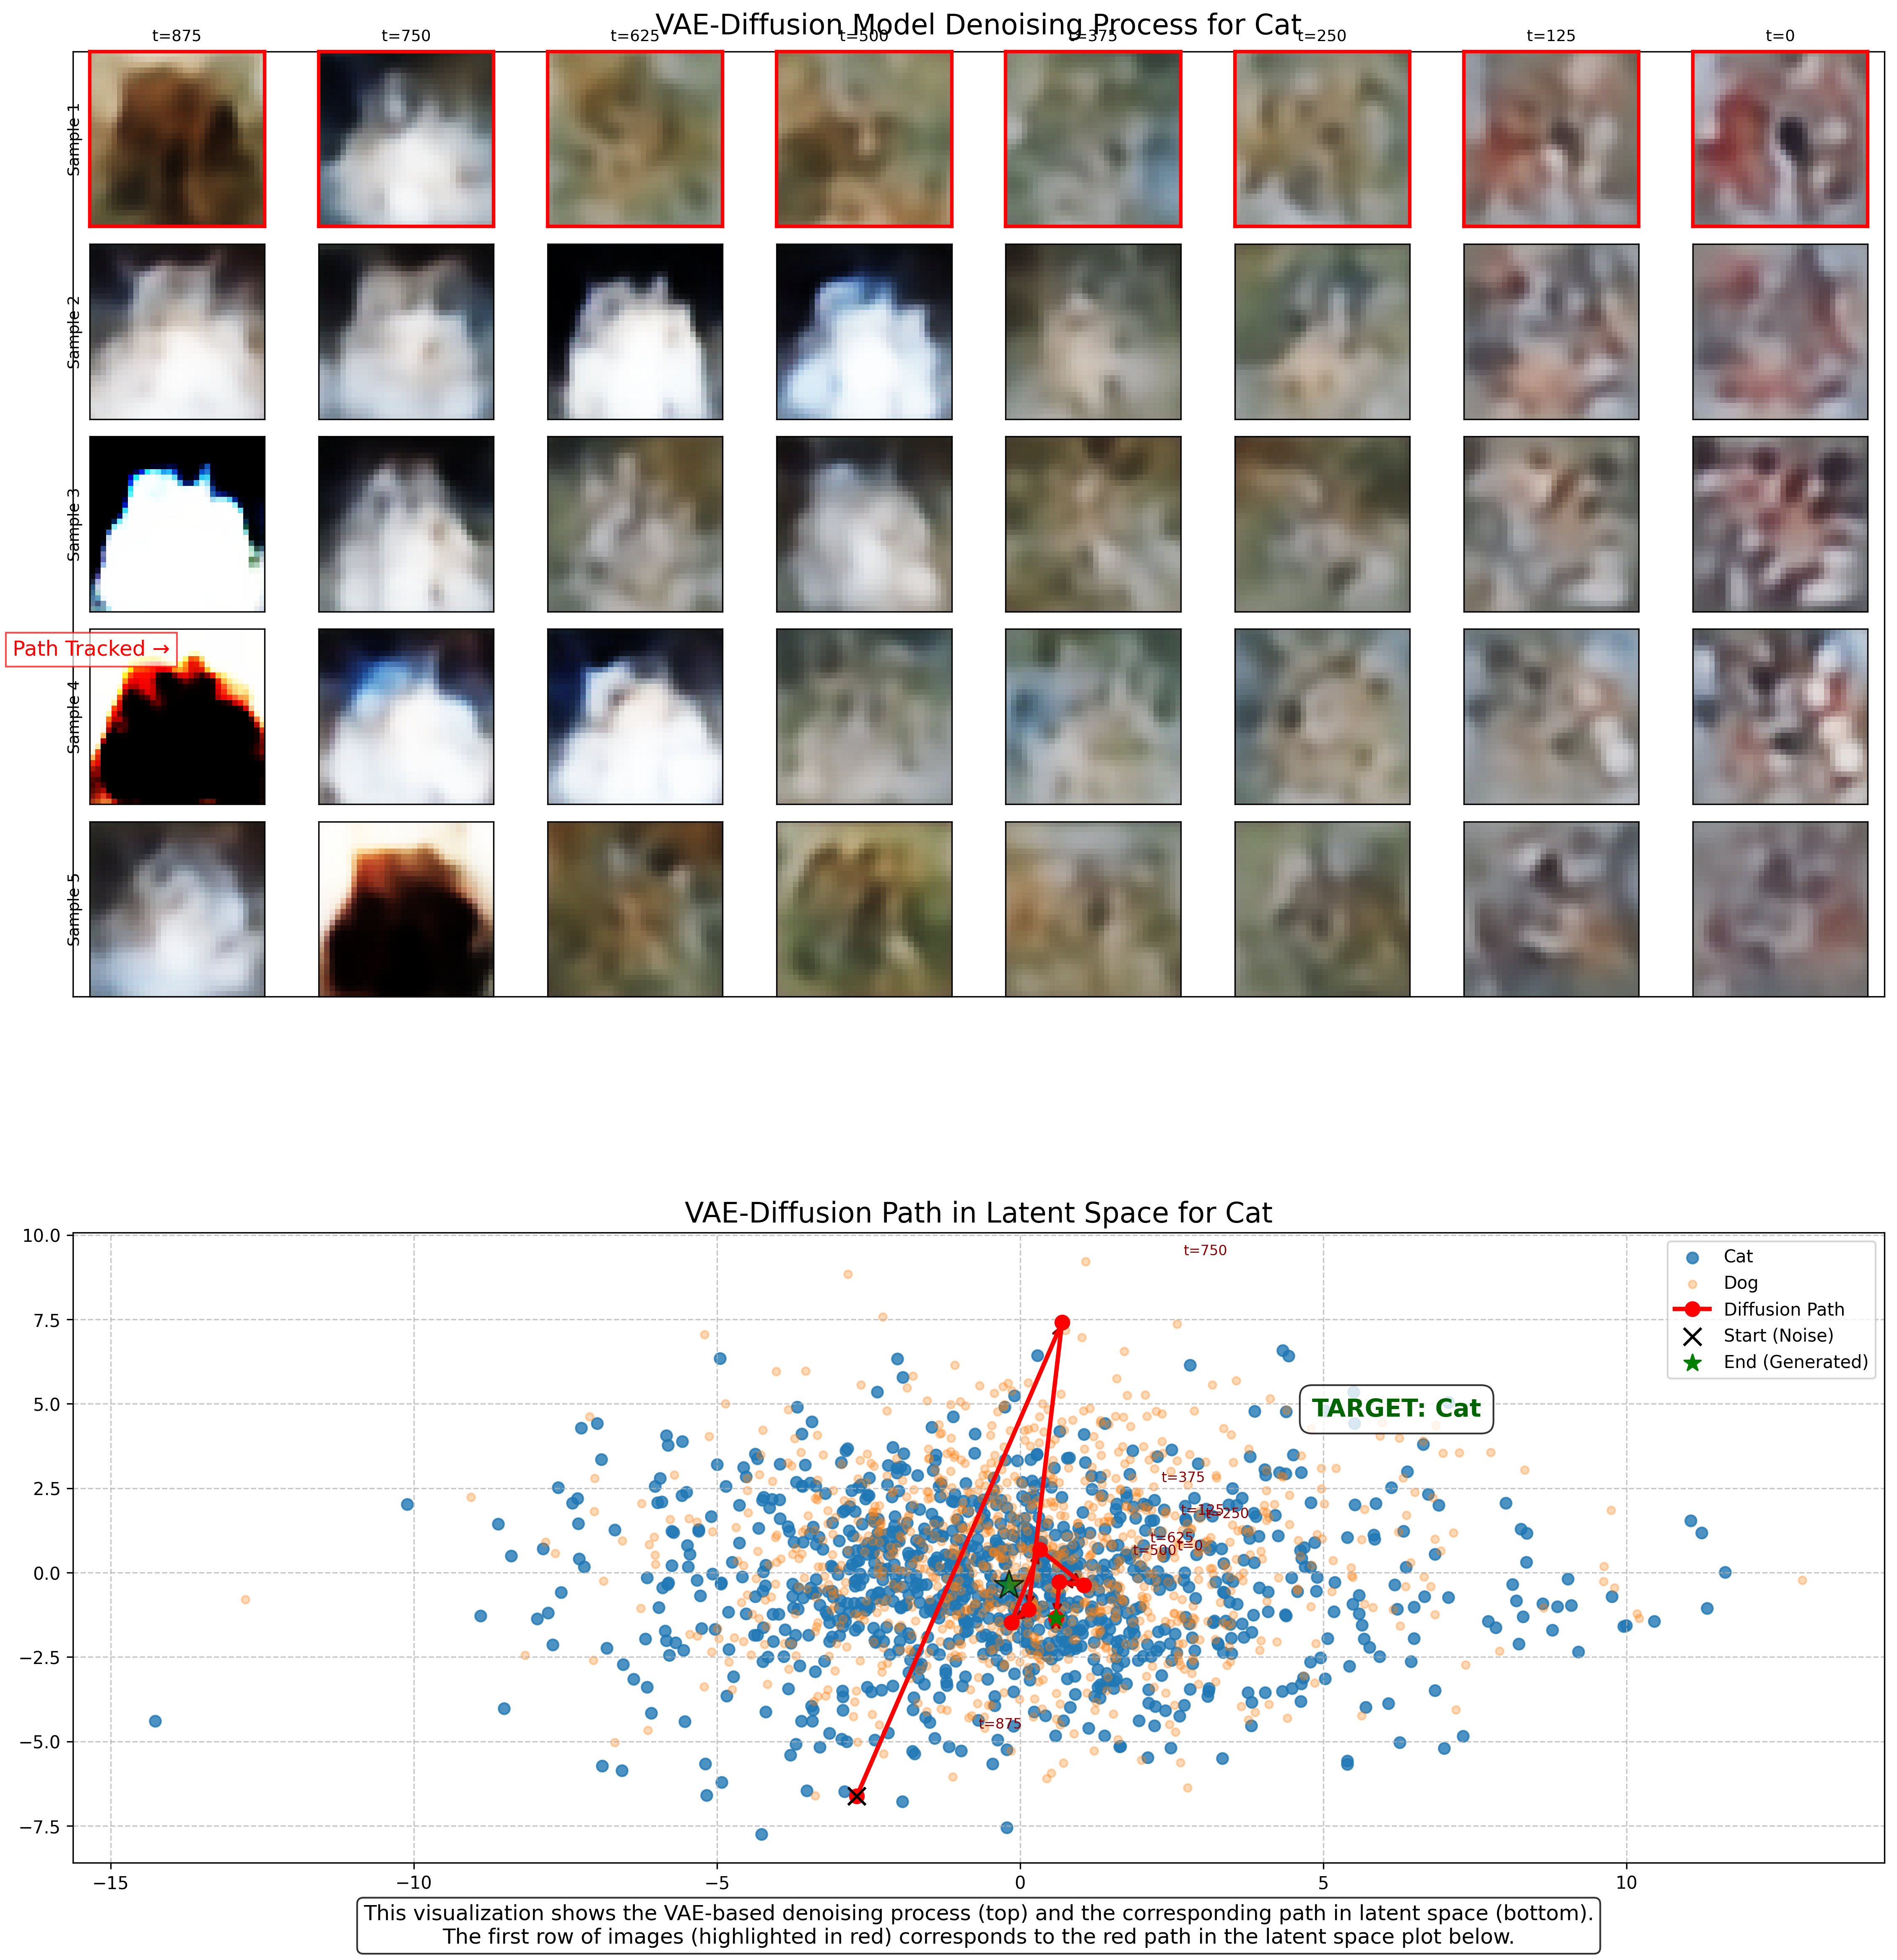 VAE-Diffusion Model Denoising Process for Cat
t=875
t=750
t=625
t=500
t=375
t=250
t=125
t=0
Sample 1
Sample 2
Sample 3
Path Tracked →
Sample 4
Sample 5
VAE-Diffusion Path in Latent Space for Cat
10.0
7.5
5.0
2.5
0.0
−2.5
−5.0
−7.5
t=750
Cat
Dog
Diffusion Path
Start (Noise)
End (Generated)
TARGET: Cat
t=375
t=125
t=250
t=625
t=500
t=0
t=875
−15
−10
−5
0
5
10
This visualization shows the VAE-based denoising process (top) and the corresponding path in latent space (bottom).
The first row of images (highlighted in red) corresponds to the red path in the latent space plot below.